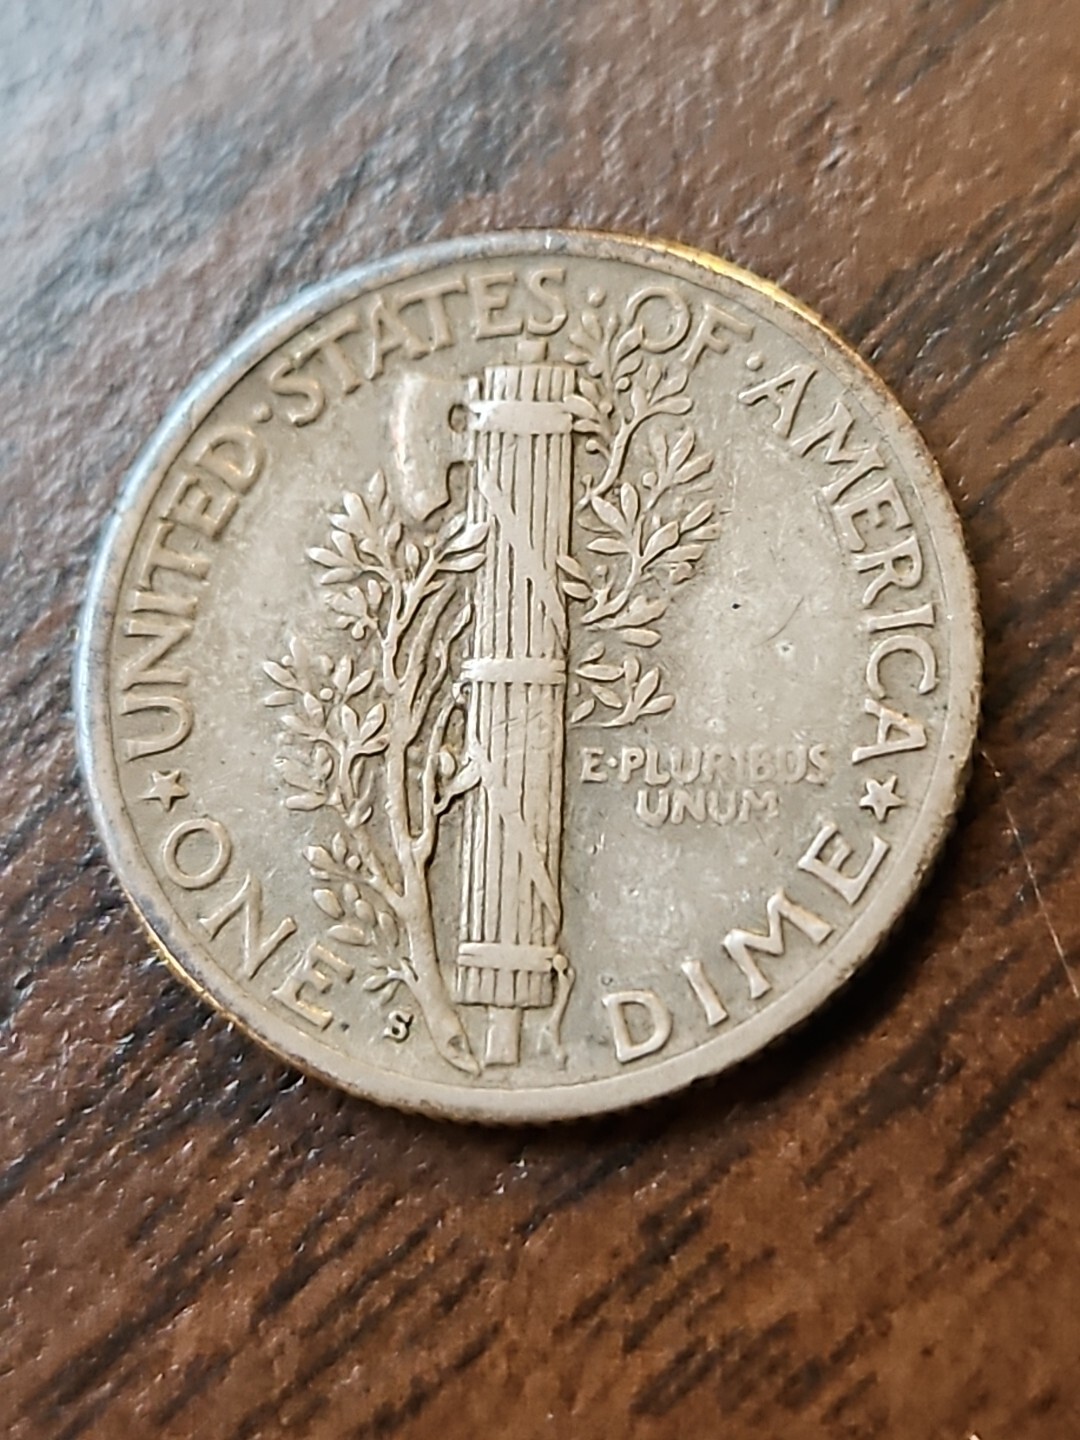 UNITED·STATES·OF·AMERICA
E·PLURIBUS
UNUM
ONE DIME
S